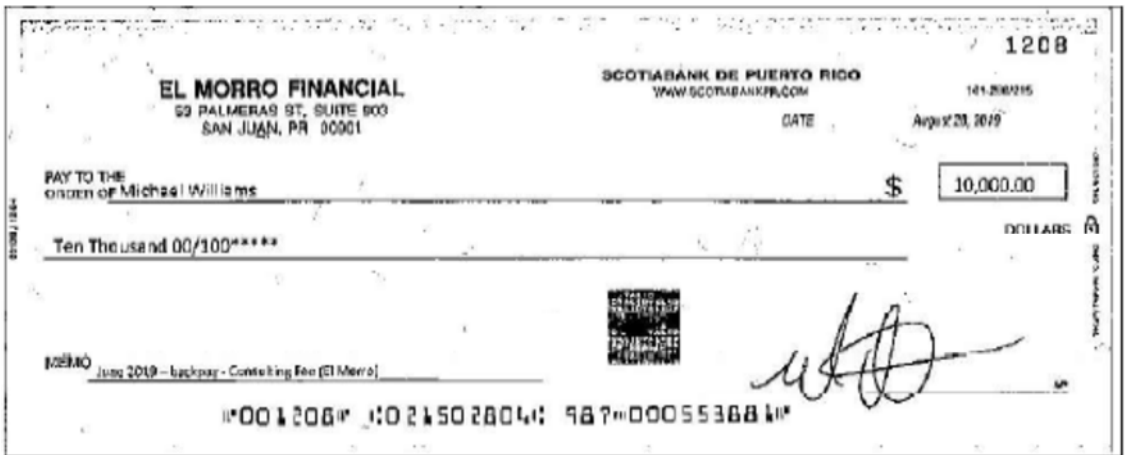 1208
EL MORRO FINANCIAL
53 PALMERAS ST, SUITE 903
SAN JUAN, PR 00901
SCOTIABANK DE PUERTO RICO
WWW.SCOTIABANKPR.COM
DATE August 20, 2019
PAY TO THE
ORDER OF Michael Williams
$ 10,000.00
DOLLARS
Ten Thousand 00/100*****
MEMO June 2019 – backpay - Consulting Fee (El Morro)